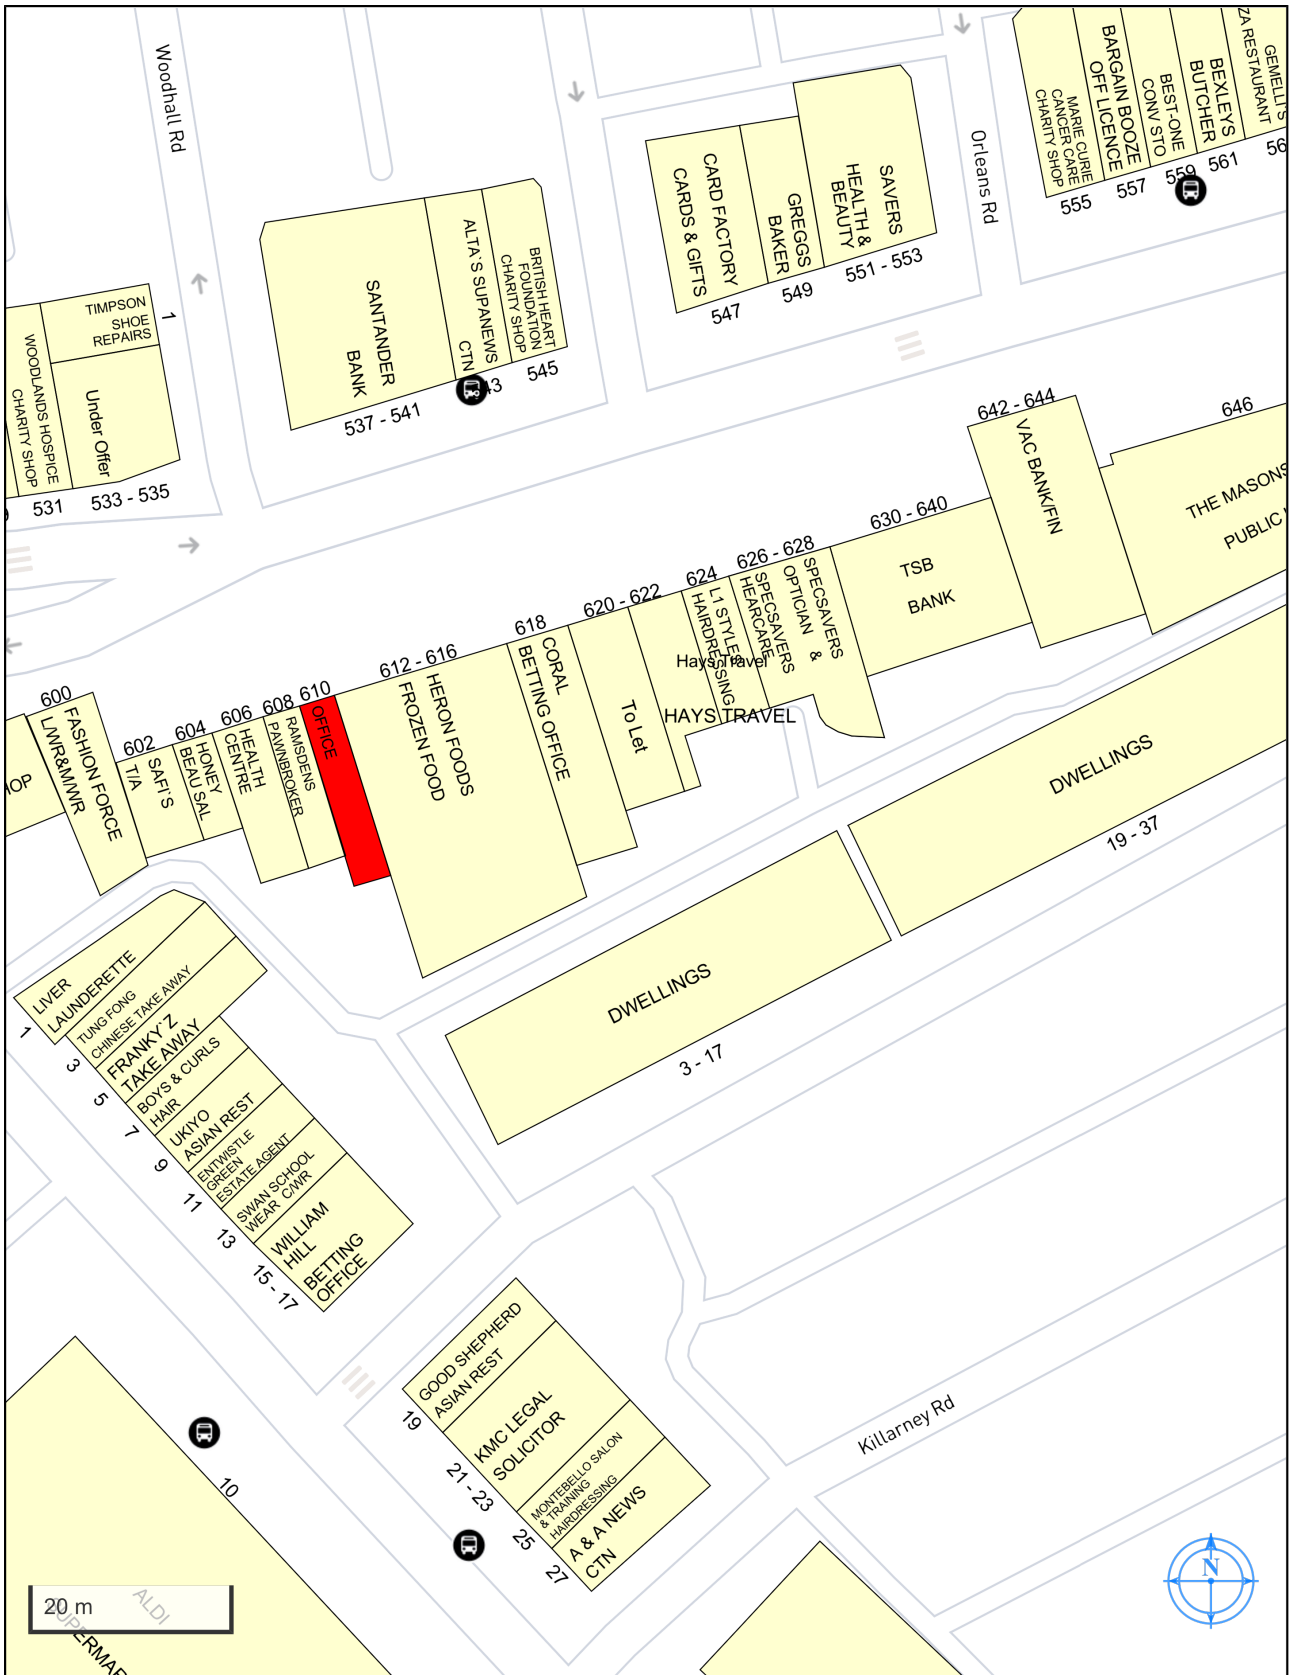 Woodhall Rd
Orleans Rd
MARIE CURIE
CANCER CARE
CHARITY SHOP
BARGAIN BOOZE
OFF LICENCE
BEST-ONE
CONV STO
BEXLEYS
BUTCHER
GEMELLI'S
ZA RESTAURANT
555
557
559
561
56
SAVERS
HEALTH &
BEAUTY
GREGGS
BAKER
CARD FACTORY
CARDS & GIFTS
547
549
551 - 553
SANTANDER
BANK
ALTA`S SUPANEWS
CTN
BRITISH HEART
FOUNDATION
CHARITY SHOP
537 - 541
43
545
TIMPSON
SHOE
REPAIRS
1
WOODLANDS HOSPICE
CHARITY SHOP
Under Offer
531
533 - 535
642 - 644
VAC BANK/FIN
646
THE MASONS
PUBLIC
630 - 640
TSB
BANK
626 - 628
SPECSAVERS
OPTICIAN &
SPECSAVERS
HEARCARE
624
L1 STYLES
HAIRDRESSING
Hays Travel
HAYS TRAVEL
620 - 622
To Let
618
CORAL
BETTING OFFICE
612 - 616
HERON FOODS
FROZEN FOOD
610
OFFICE
608
RAMSDENS
PAWNBROKER
606
HEALTH
CENTRE
604
HONEY
BEAU SAL
602
SAFI'S
T/A
600
FASHION FORCE
L/WR&M/WR
HOP
DWELLINGS
19 - 37
DWELLINGS
3 - 17
LIVER
LAUNDERETTE
1
TUNG FONG
CHINESE TAKE AWAY
3
FRANKY`Z
TAKE AWAY
5
BOYS & CURLS
HAIR
7
UKIYO
ASIAN REST
9
ENTWISTLE
GREEN
ESTATE AGENT
11
SWAN SCHOOL
WEAR C/WR
13
WILLIAM
HILL
BETTING
OFFICE
15 - 17
GOOD SHEPHERD
ASIAN REST
19
KMC LEGAL
SOLICITOR
21 - 23
MONTEBELLO SALON
& TRAINING
HAIRDRESSING
25
A & A NEWS
CTN
27
Killarney Rd
10
ALDI
SUPERMAR
20 m
N